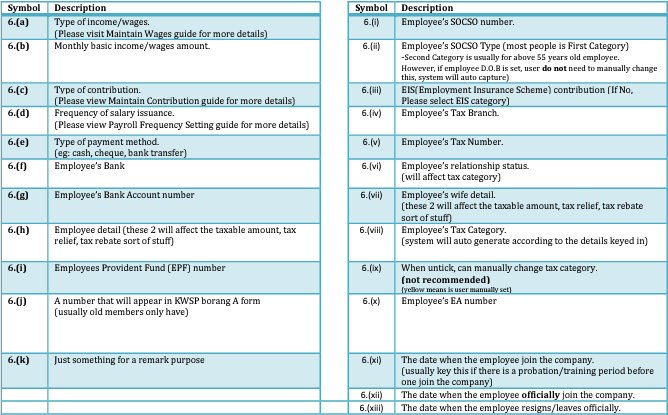 Symbol Description
6.(a) Type of income/wages.
(Please visit Maintain Wages guide for more details)
6.(b) Monthly basic income/wages amount.
6.(c) Type of contribution.
(Please view Maintain Contribution guide for more details)
6.(d) Frequency of salary issuance.
(Please view Payroll Frequency Setting guide for more details)
6.(e) Type of payment method.
(eg: cash, cheque, bank transfer)
6.(f) Employee's Bank
6.(g) Employee's Bank Account number
6.(h) Employee detail (these 2 will affect the taxable amount, tax
relief, tax rebate sort of stuff)
6.(i) Employees Provident Fund (EPF) number
6.(j) A number that will appear in KWSP borang A form
(usually old members only have)
6.(k) Just something for a remark purpose
Symbol Description
6.(i) Employee's SOCSO number.
6.(ii) Employee's SOCSO Type (most people is First Category)
-Second Category is usually for above 55 years old employee.
However, if employee D.O.B is set, user do not need to manually change
this, system will auto capture)
6.(iii) EIS(Employment Insurance Scheme) contribution (If No,
Please select EIS category)
6.(iv) Employee's Tax Branch.
6.(v) Employee's Tax Number.
6.(vi) Employee's relationship status.
(will affect tax category)
6.(vii) Employee's wife detail.
(these 2 will affect the taxable amount, tax relief, tax rebate
sort of stuff)
6.(viii) Employee's Tax Category.
(system will auto generate according to the details keyed in)
6.(ix) When untick, can manually change tax category.
(not recommended)
(yellow means is user manually set)
6.(x) Employee's EA number
6.(xi) The date when the employee join the company.
(usually key this if there is a probation/training period before
one join the company)
6.(xii) The date when the employee officially join the company.
6.(xiii) The date when the employee resigns/leaves officially.